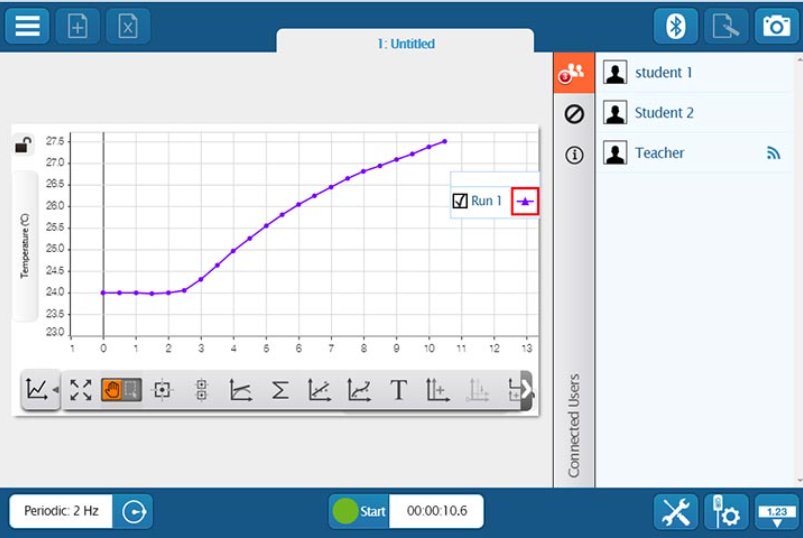 1: Untitled
student 1
Student 2
Teacher
3
Connected Users
Temperature (°C)
27.5
27.0
26.5
26.0
25.5
25.0
24.5
24.0
23.5
23.0
1 0 1 2 3 4 5 6 7 8 9 10 11 12 13
Run 1
T
Periodic: 2 Hz
Start
00:00:10.6
1.23